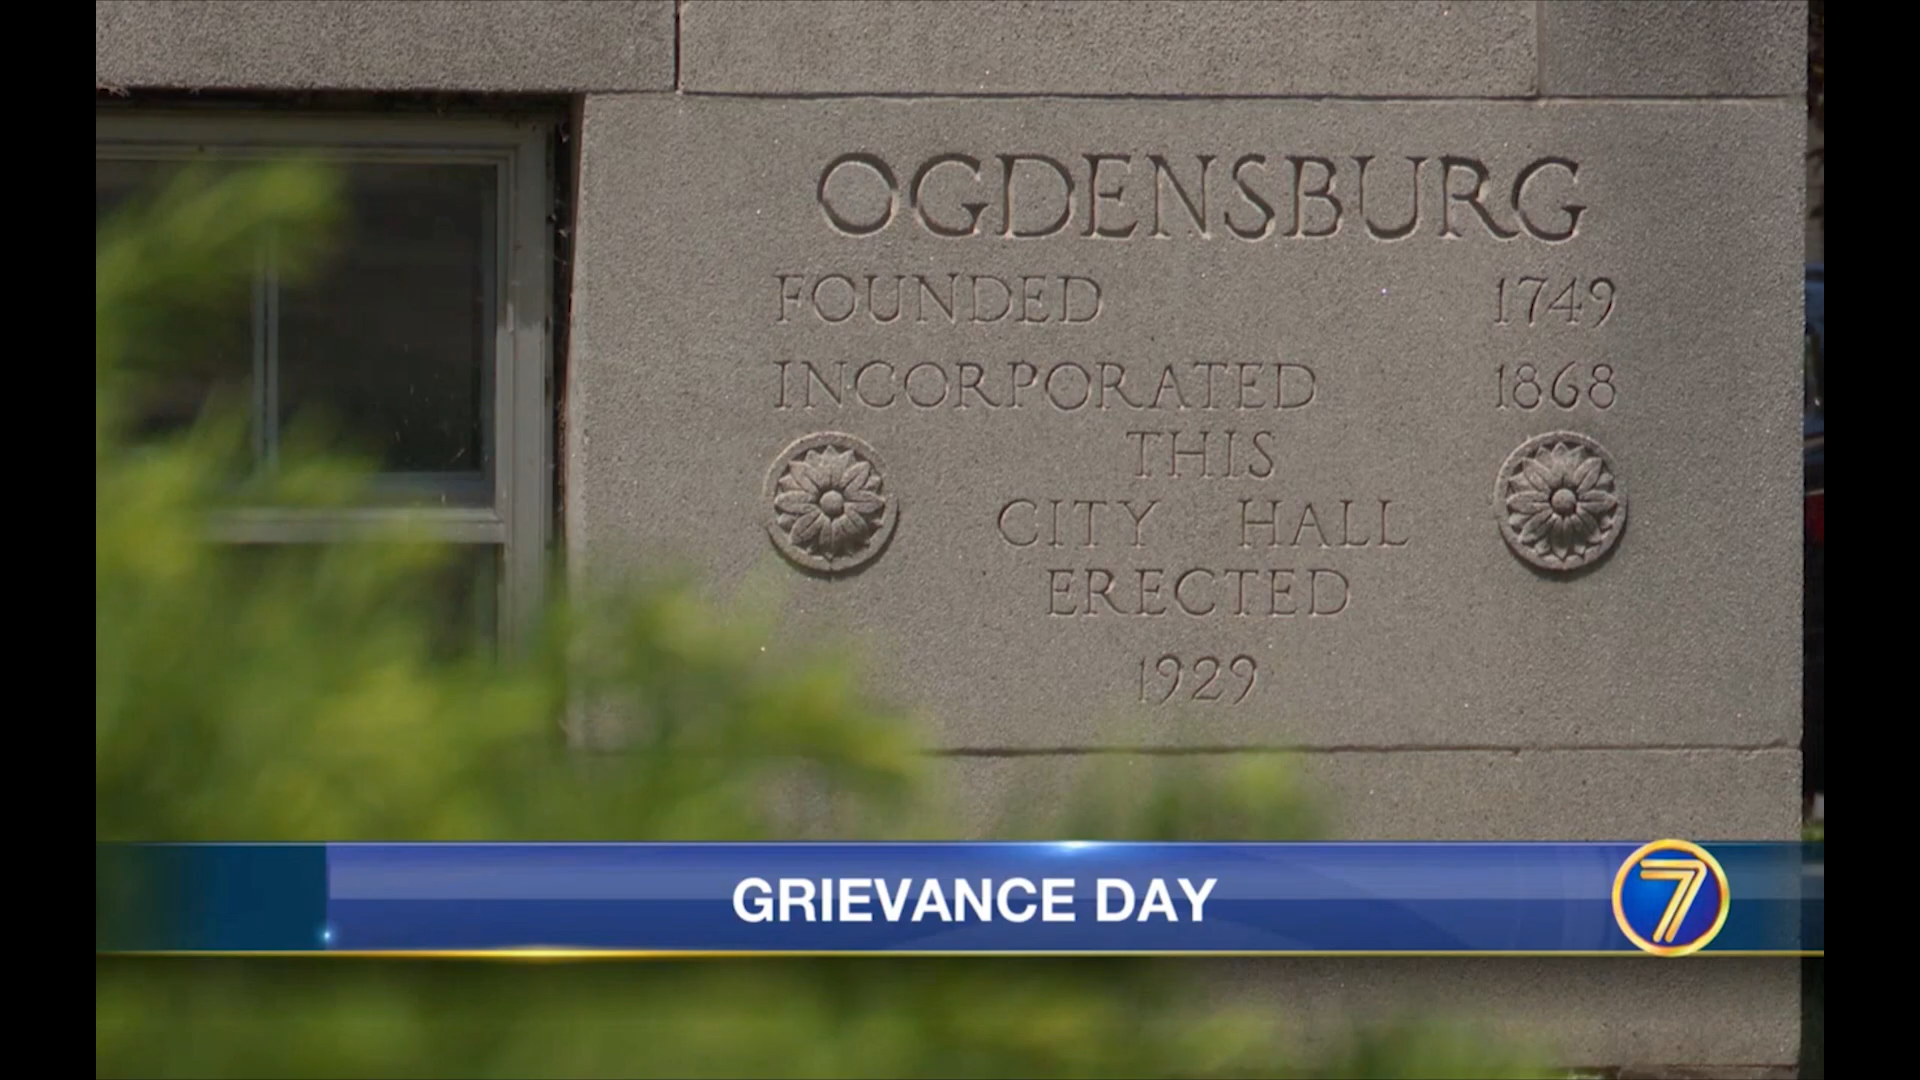 OGDENSBURG
FOUNDED 1749
INCORPORATED 1868
THIS
CITY HALL
ERECTED
1929
GRIEVANCE DAY
7